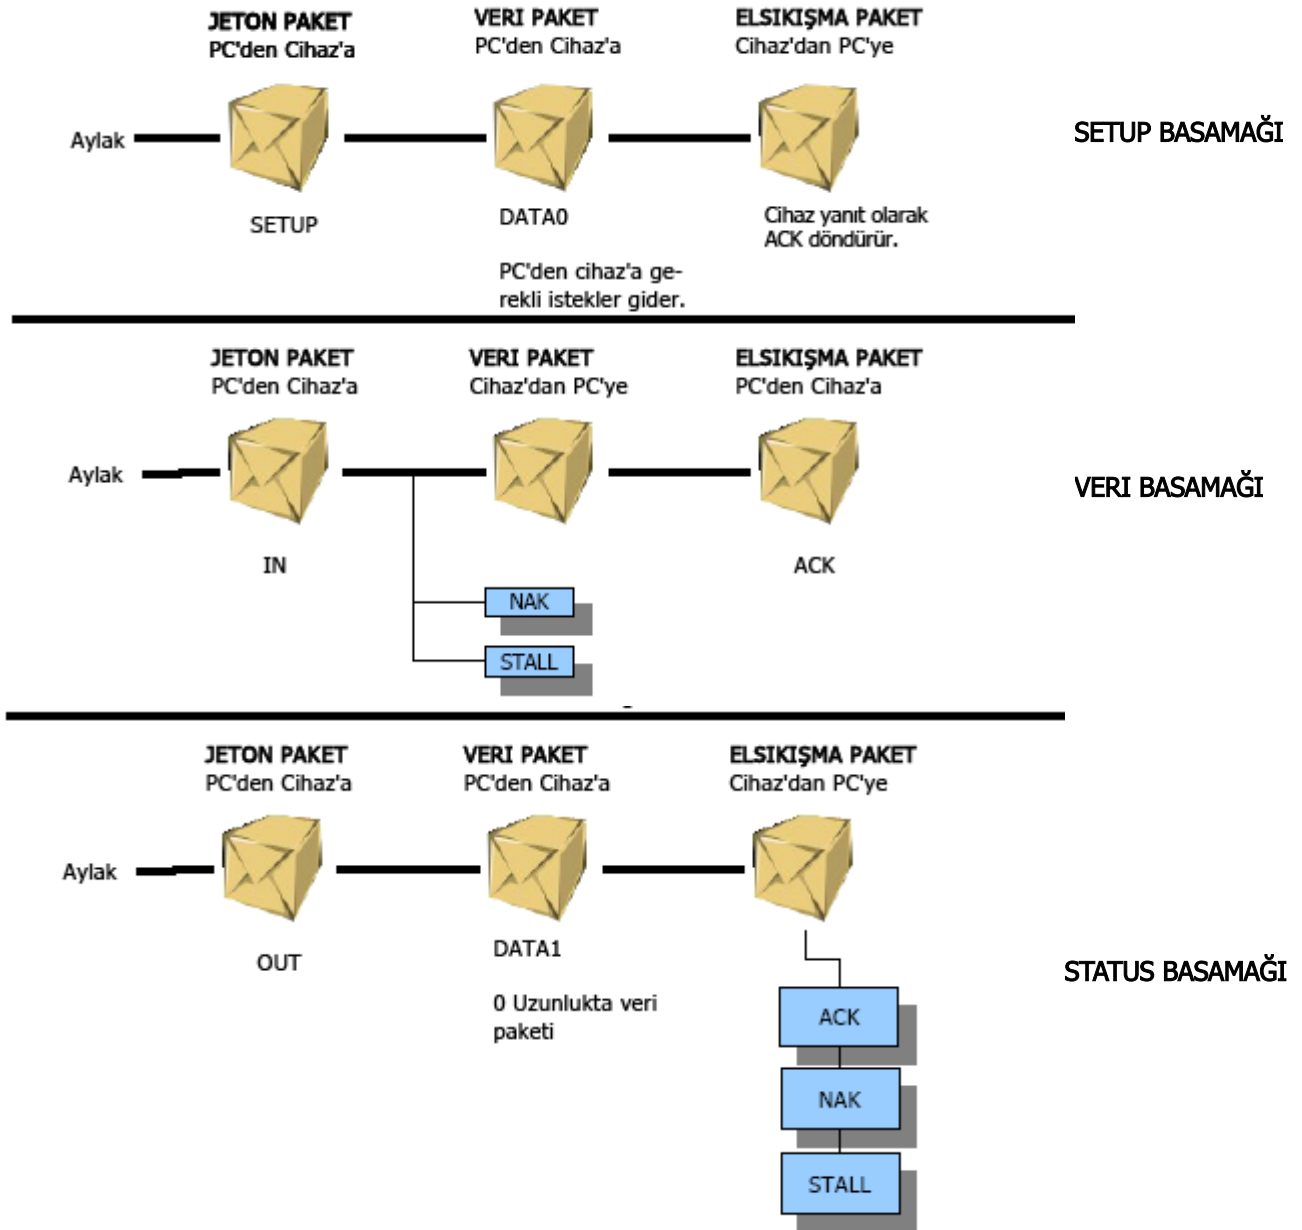 JETON PAKET
PC'den Cihaz'a
VERI PAKET
PC'den Cihaz'a
ELSIKIŞMA PAKET
Cihaz'dan PC'ye
Aylak
SETUP
DATA0
PC'den cihaz'a ge-
rekli istekler gider.
Cihaz yanıt olarak
ACK döndürür.
SETUP BASAMAĞI
JETON PAKET
PC'den Cihaz'a
VERI PAKET
Cihaz'dan PC'ye
ELSIKIŞMA PAKET
PC'den Cihaz'a
Aylak
IN
NAK
STALL
ACK
VERI BASAMAĞI
JETON PAKET
PC'den Cihaz'a
VERI PAKET
PC'den Cihaz'a
ELSIKIŞMA PAKET
Cihaz'dan PC'ye
Aylak
OUT
DATA1
0 Uzunlukta veri
paketi
ACK
NAK
STALL
STATUS BASAMAĞI